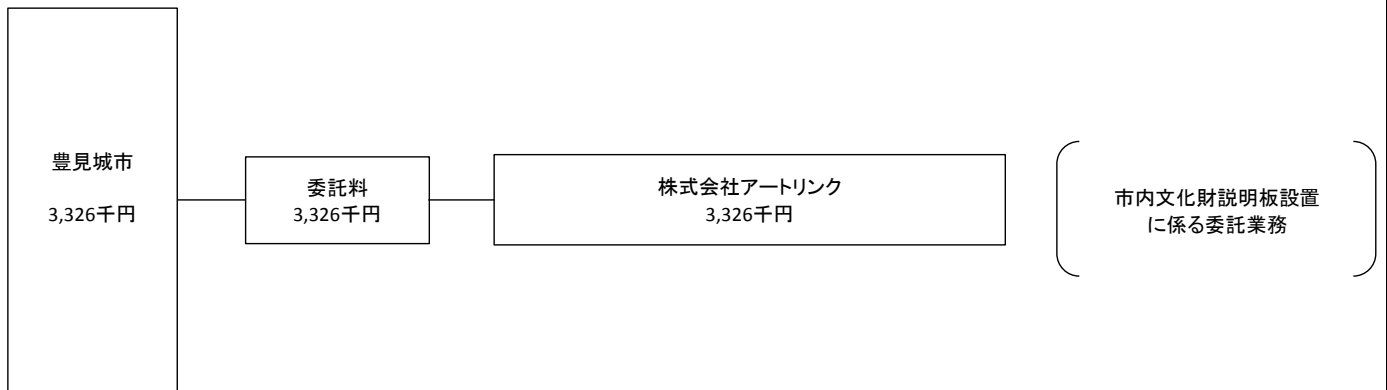 豊見城市
3,326千円
委託料
3,326千円
株式会社アートリンク
3,326千円
市内文化財説明板設置
に係る委託業務